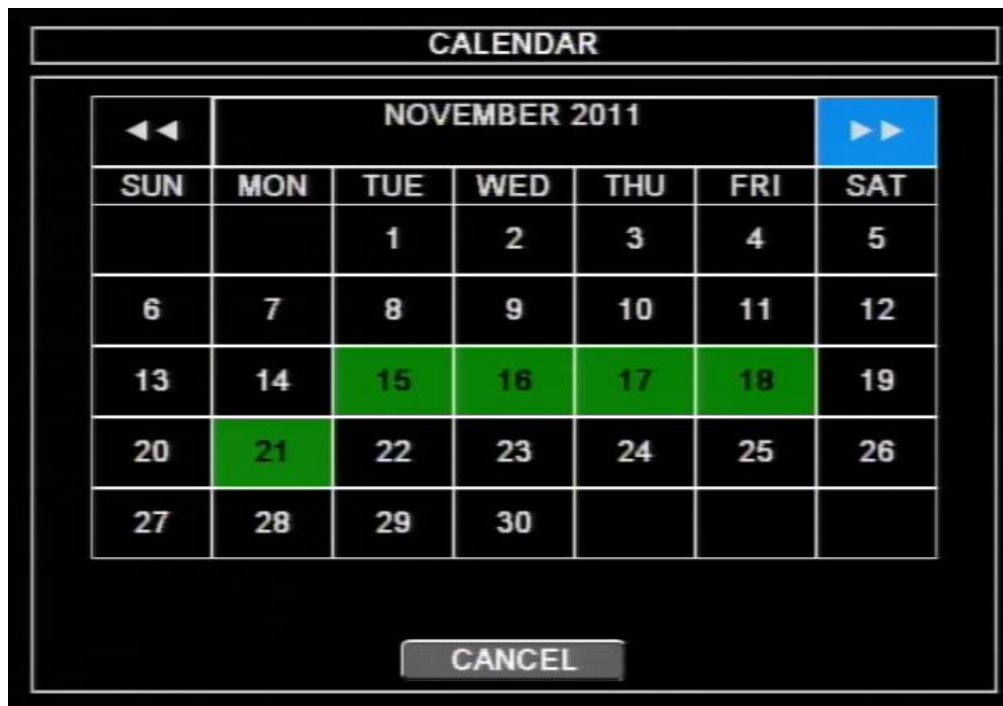 CALENDAR
◄◄ NOVEMBER 2011 ►►
SUN MON TUE WED THU FRI SAT
1 2 3 4 5
6 7 8 9 10 11 12
13 14 15 16 17 18 19
20 21 22 23 24 25 26
27 28 29 30
CANCEL